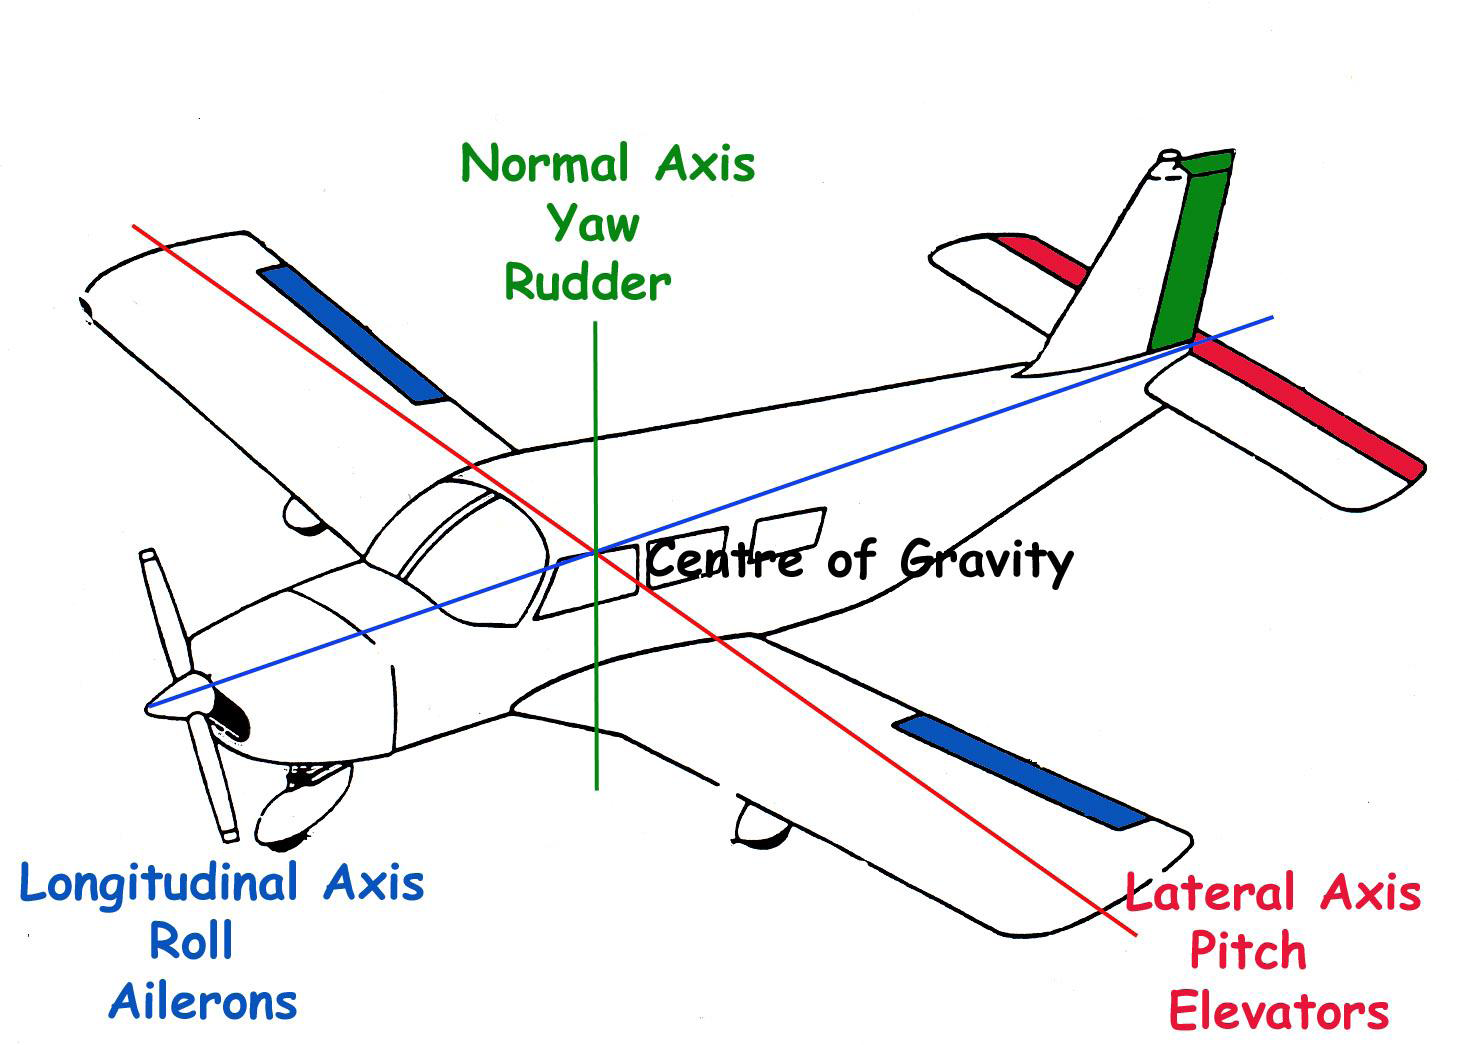 Normal Axis
Yaw
Rudder
Centre of Gravity
Longitudinal Axis
Roll
Ailerons
Lateral Axis
Pitch
Elevators